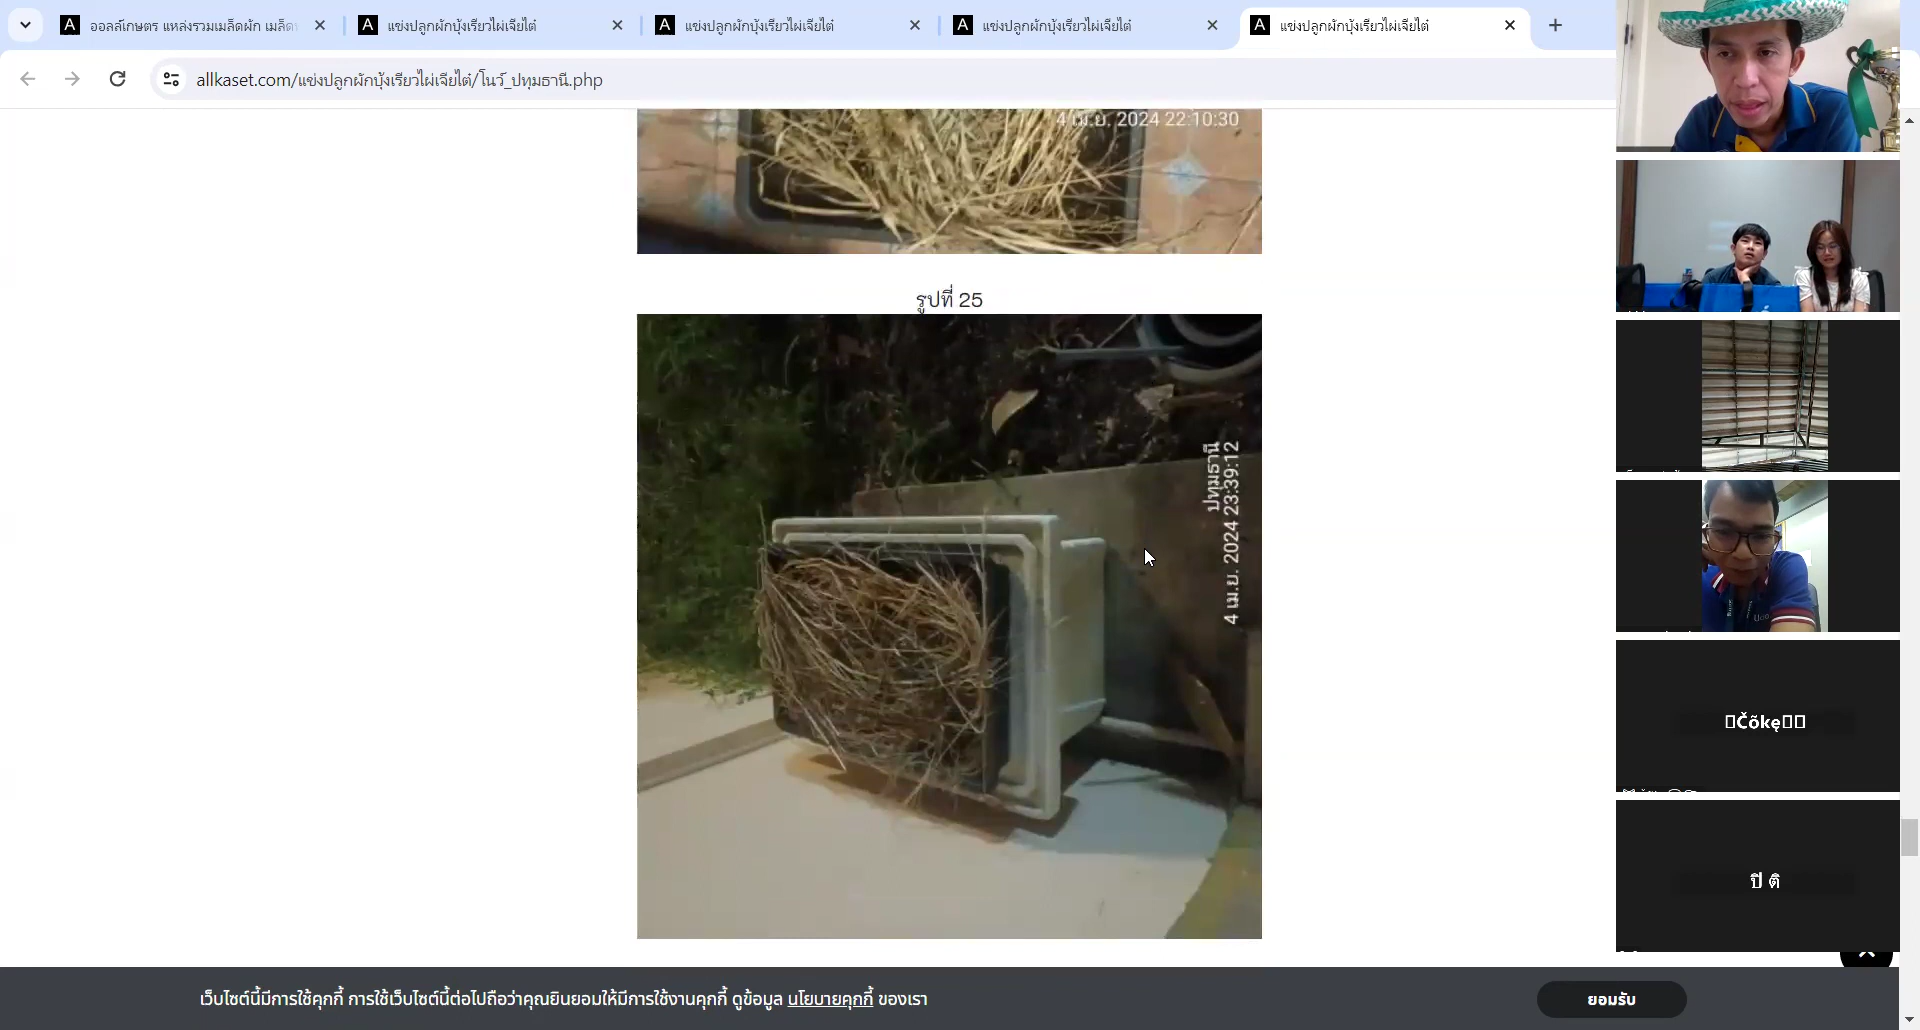 ออลล์เกษตร แหล่งรวมเมล็ดผัก
แข่งปลูกผักบุ้งเรียวไผ่เจียไต๋
แข่งปลูกผักบุ้งเรียวไผ่เจียไต๋
แข่งปลูกผักบุ้งเรียวไผ่เจียไต๋
แข่งปลูกผักบุ้งเรียวไผ่เจียไต๋
allkaset.com/แข่งปลูกผักบุ้งเรียวไผ่เจียไต๋/โนว์_ปทุมธานี.php
4 เม.ย. 2024 22:10:30
รูปที่ 25
ปทุมธานี
4 เม.ย. 2024 23:39:12
Čõkę
ปิ ติ
เว็บไซต์นี้มีการใช้คุกกี้ การใช้เว็บไซต์นี้ต่อไปถือว่าคุณยินยอมให้มีการใช้งานคุกกี้ ดูข้อมูล นโยบายคุกกี้ ของเรา
ยอมรับ